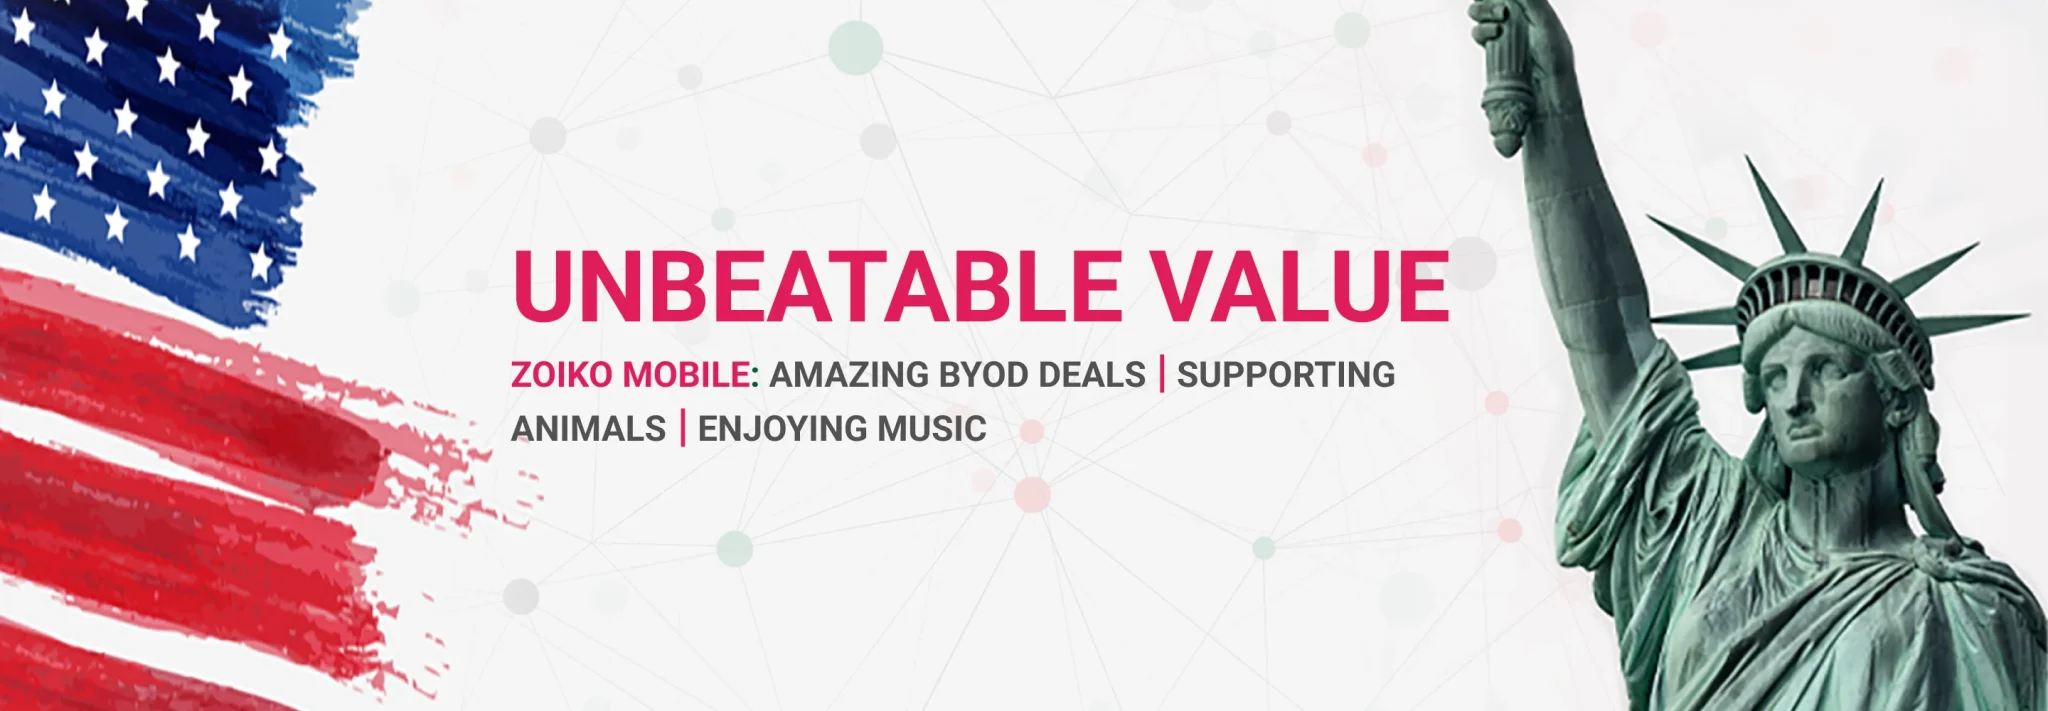 UNBEATABLE VALUE
ZOIKO MOBILE: AMAZING BYOD DEALS | SUPPORTING
ANIMALS | ENJOYING MUSIC